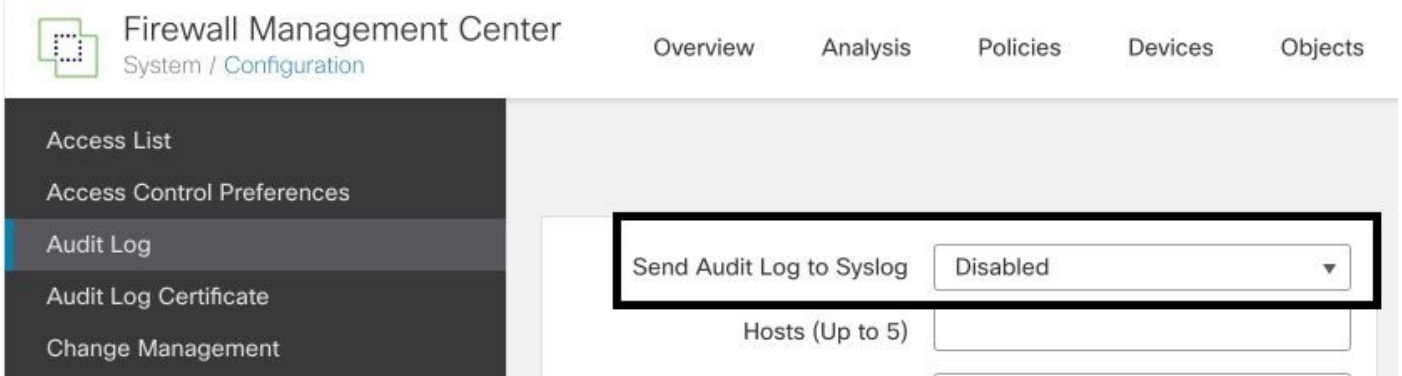 Firewall Management Center
System / Configuration
Overview Analysis Policies Devices Objects
Access List
Access Control Preferences
Audit Log
Audit Log Certificate
Change Management
Send Audit Log to Syslog Disabled
Hosts (Up to 5)